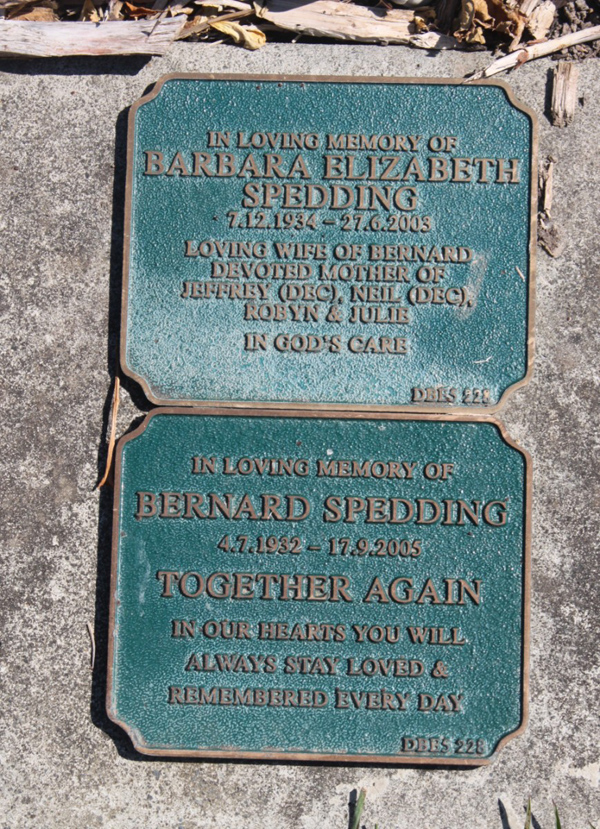 IN LOVING MEMORY OF
BARBARA ELIZABETH
SPEDDING
7.12.1934 – 27.6.2003
LOVING WIFE OF BERNARD
DEVOTED MOTHER OF
JEFFREY (DEC), NEIL (DEC),
ROBYN & JULIE
IN GOD'S CARE
DBES 228
IN LOVING MEMORY OF
BERNARD SPEDDING
4.7.1932 – 17.9.2005
TOGETHER AGAIN
IN OUR HEARTS YOU WILL
ALWAYS STAY LOVED &
REMEMBERED EVERY DAY
DBES 228